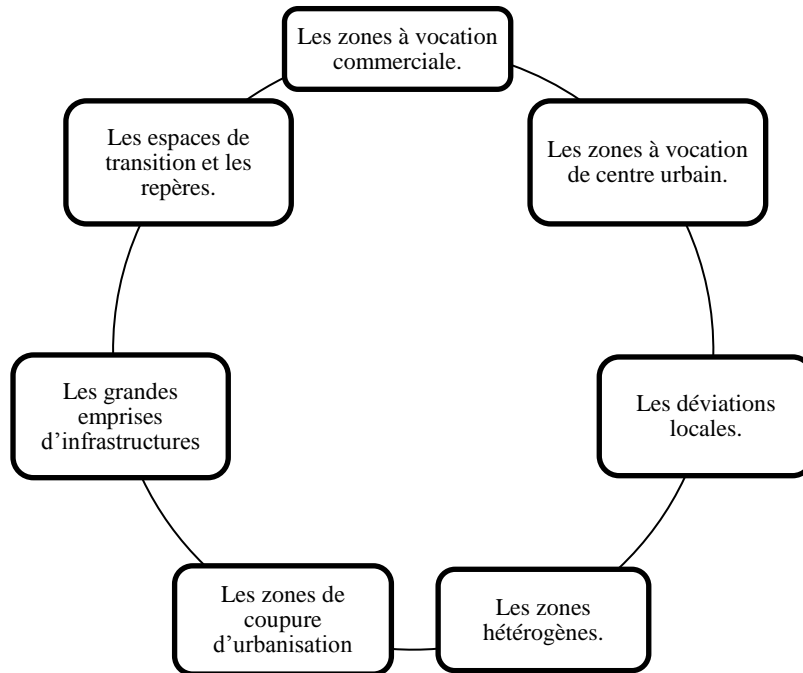 Les zones à vocation
commerciale.
Les zones à vocation
de centre urbain.
Les déviations
locales.
Les zones
hétérogènes.
Les zones de
coupure
d’urbanisation
Les grandes
emprises
d’infrastructures
Les espaces de
transition et les
repères.